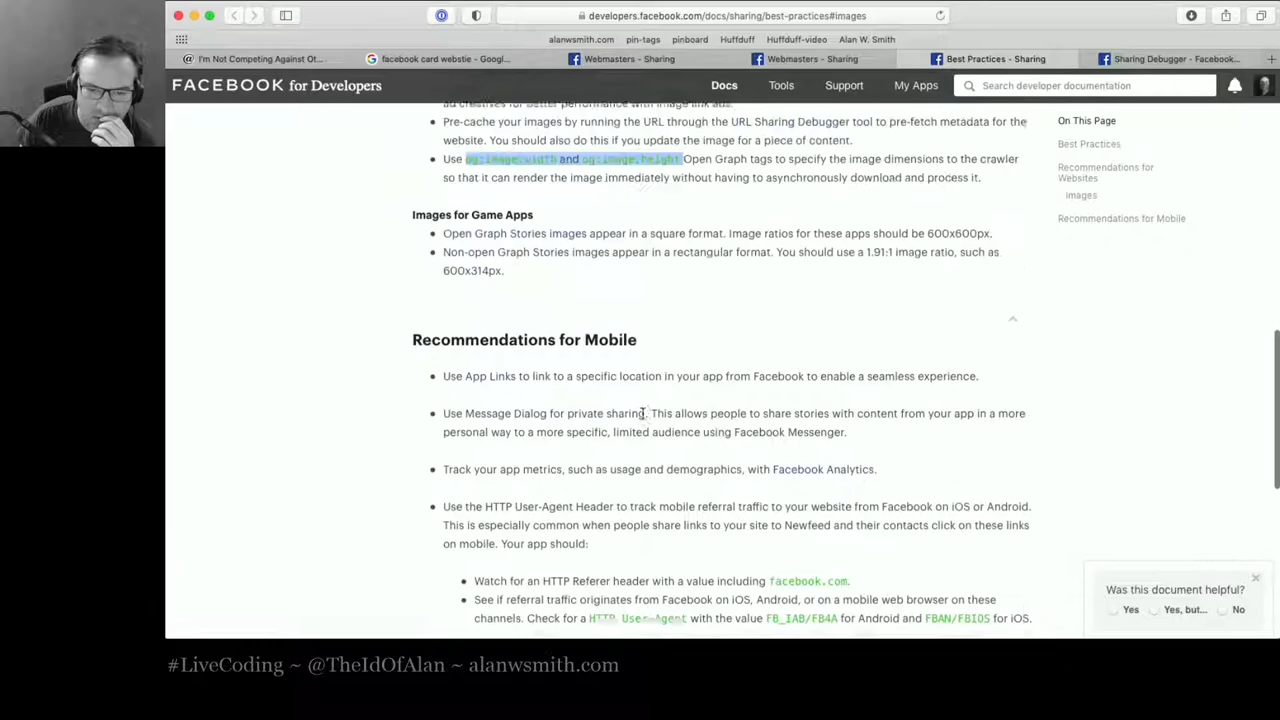 developers.facebook.com/docs/sharing/best-practices#images
alanwsmith.com pin-tags pinboard Huffduff Huffduff-video Alan W. Smith
I'm Not Competing Against Ot... facebook card webstie - Googl... Webmasters - Sharing Webmasters - Sharing Best Practices - Sharing Sharing Debugger - Facebook...
FACEBOOK for Developers Docs Tools Support My Apps Search developer documentation
ad creatives for better performance with image link ads.
Pre-cache your images by running the URL through the URL Sharing Debugger tool to pre-fetch metadata for the
website. You should also do this if you update the image for a piece of content.
Use og:image:width and og:image:height Open Graph tags to specify the image dimensions to the crawler
so that it can render the image immediately without having to asynchronously download and process it.
Images for Game Apps
Open Graph Stories images appear in a square format. Image ratios for these apps should be 600x600px.
Non-open Graph Stories images appear in a rectangular format. You should use a 1.91:1 image ratio, such as
600x314px.
Recommendations for Mobile
Use App Links to link to a specific location in your app from Facebook to enable a seamless experience.
Use Message Dialog for private sharing. This allows people to share stories with content from your app in a more
personal way to a more specific, limited audience using Facebook Messenger.
Track your app metrics, such as usage and demographics, with Facebook Analytics.
Use the HTTP User-Agent Header to track mobile referral traffic to your website from Facebook on iOS or Android.
This is especially common when people share links to your site to Newfeed and their contacts click on these links
on mobile. Your app should:
Watch for an HTTP Referer header with a value including facebook.com.
See if referral traffic originates from Facebook on iOS, Android, or on a mobile web browser on these
channels. Check for a HTTP User-Agent with the value FB_IAB/FB4A for Android and FBAN/FBIOS for iOS.
On This Page
Best Practices
Recommendations for
Websites
Images
Recommendations for Mobile
Was this document helpful?
Yes Yes, but... No
#LiveCoding ~ @TheIdOfAlan ~ alanwsmith.com